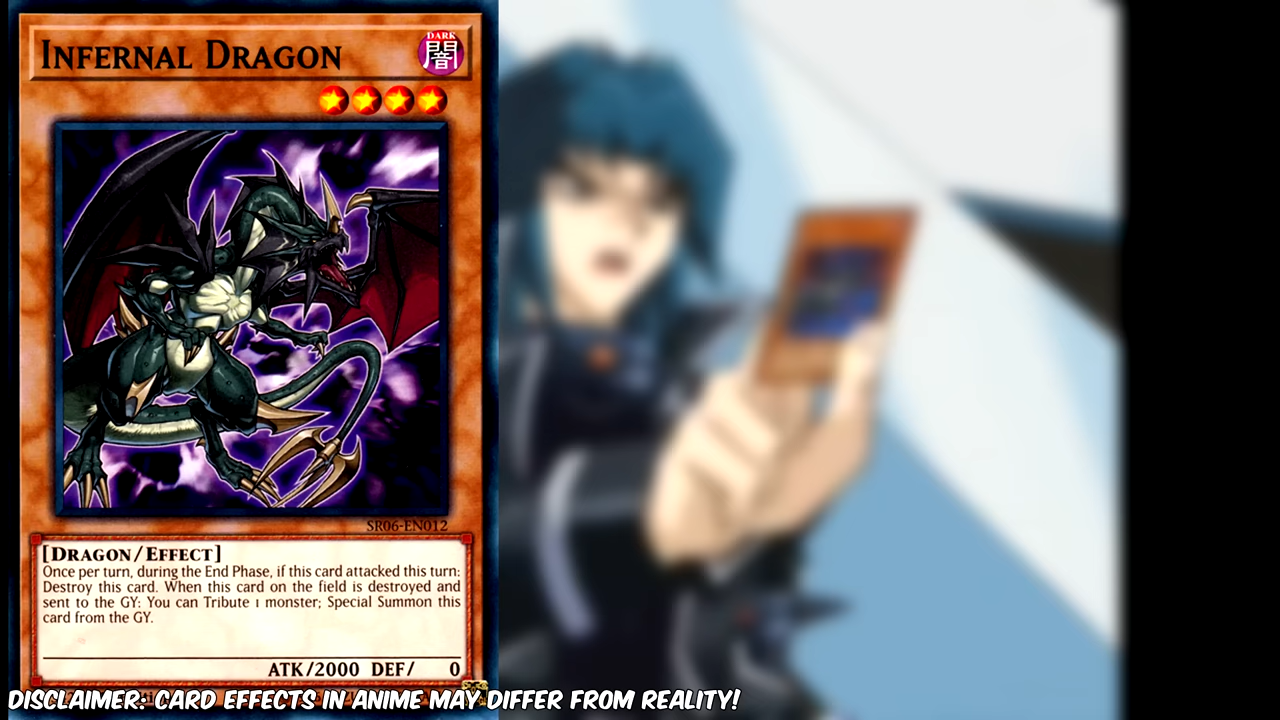 INFERNAL DRAGON
DARK
闇
SR06-EN012
[DRAGON/EFFECT]
Once per turn, during the End Phase, if this card attacked this turn:
Destroy this card. When this card on the field is destroyed and
sent to the GY: You can Tribute 1 monster; Special Summon this
card from the GY.
ATK/2000 DEF/ 0
DISCLAIMER: CARD EFFECTS IN ANIME MAY DIFFER FROM REALITY!